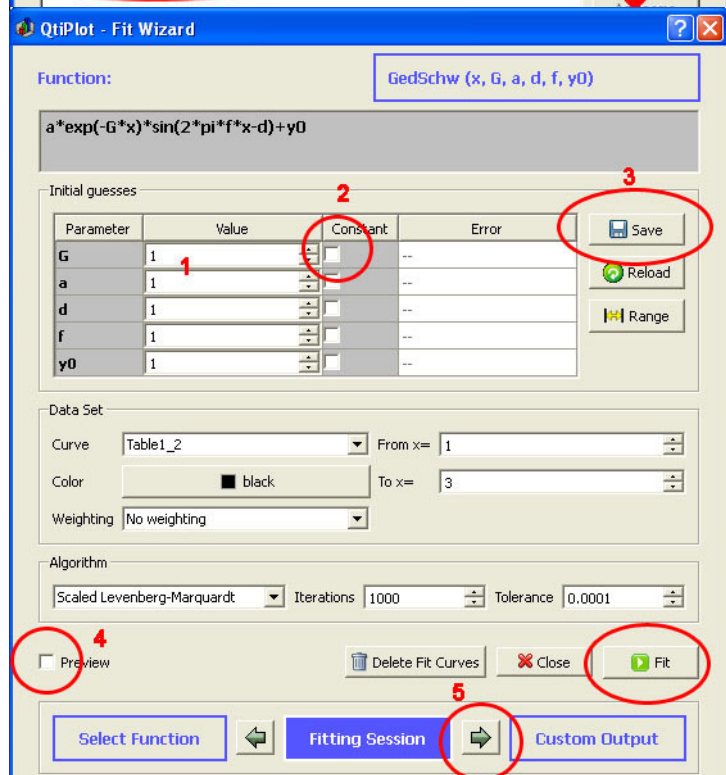 QtiPlot - Fit Wizard
Function:
GedSchw (x, G, a, d, f, y0)
a*exp(-G*x)*sin(2*pi*f*x-d)+y0
Initial guesses
2
3
Parameter Value Constant Error
Save
G 1 --
1
a 1 --
Reload
d 1 --
Range
f 1 --
y0 1 --
Data Set
Curve Table1_2 From x= 1
Color black To x= 3
Weighting No weighting
Algorithm
Scaled Levenberg-Marquardt Iterations 1000 Tolerance 0.0001
4
Preview Delete Fit Curves Close Fit
5
Select Function Fitting Session Custom Output